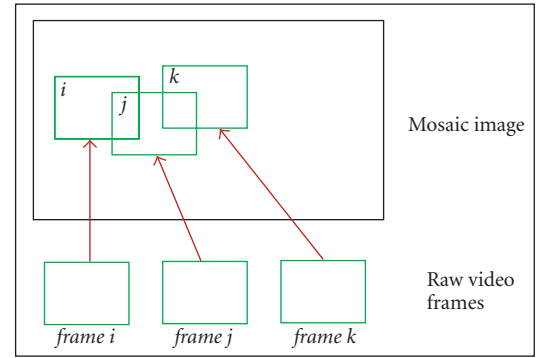 i
j
k
Mosaic image
Raw video
frames
frame i
frame j
frame k